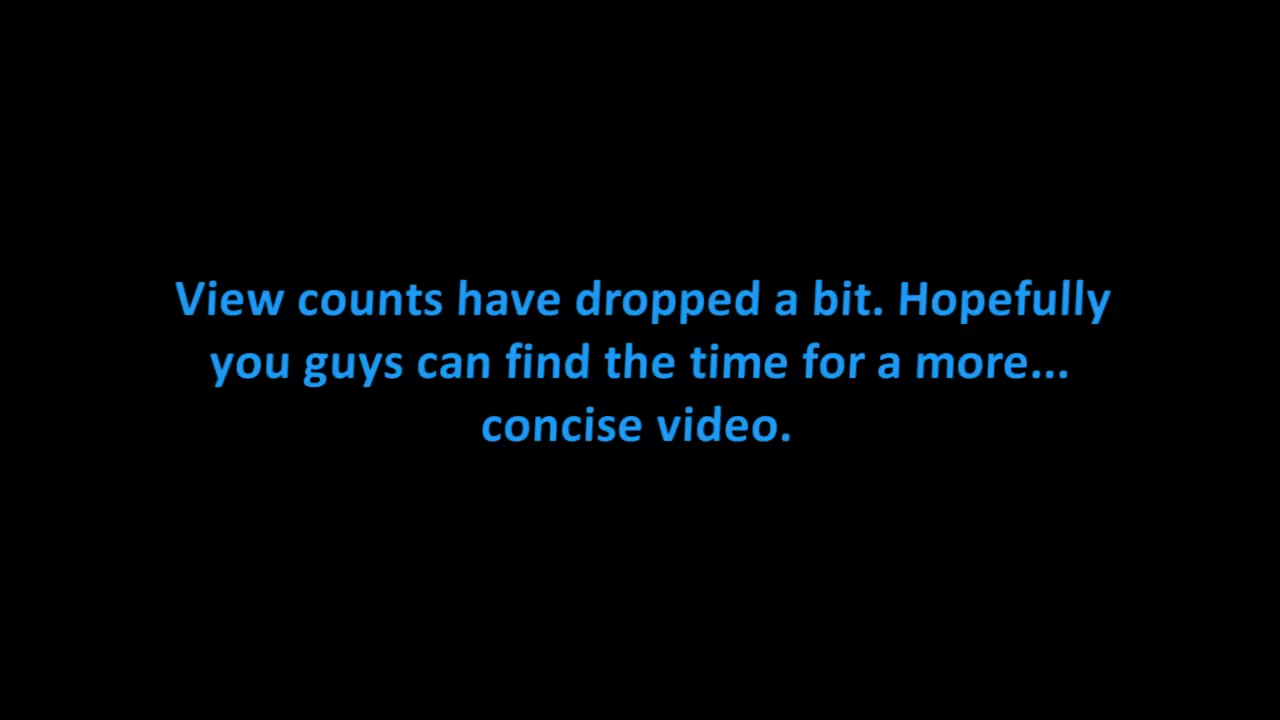 View counts have dropped a bit. Hopefully
you guys can find the time for a more...
concise video.